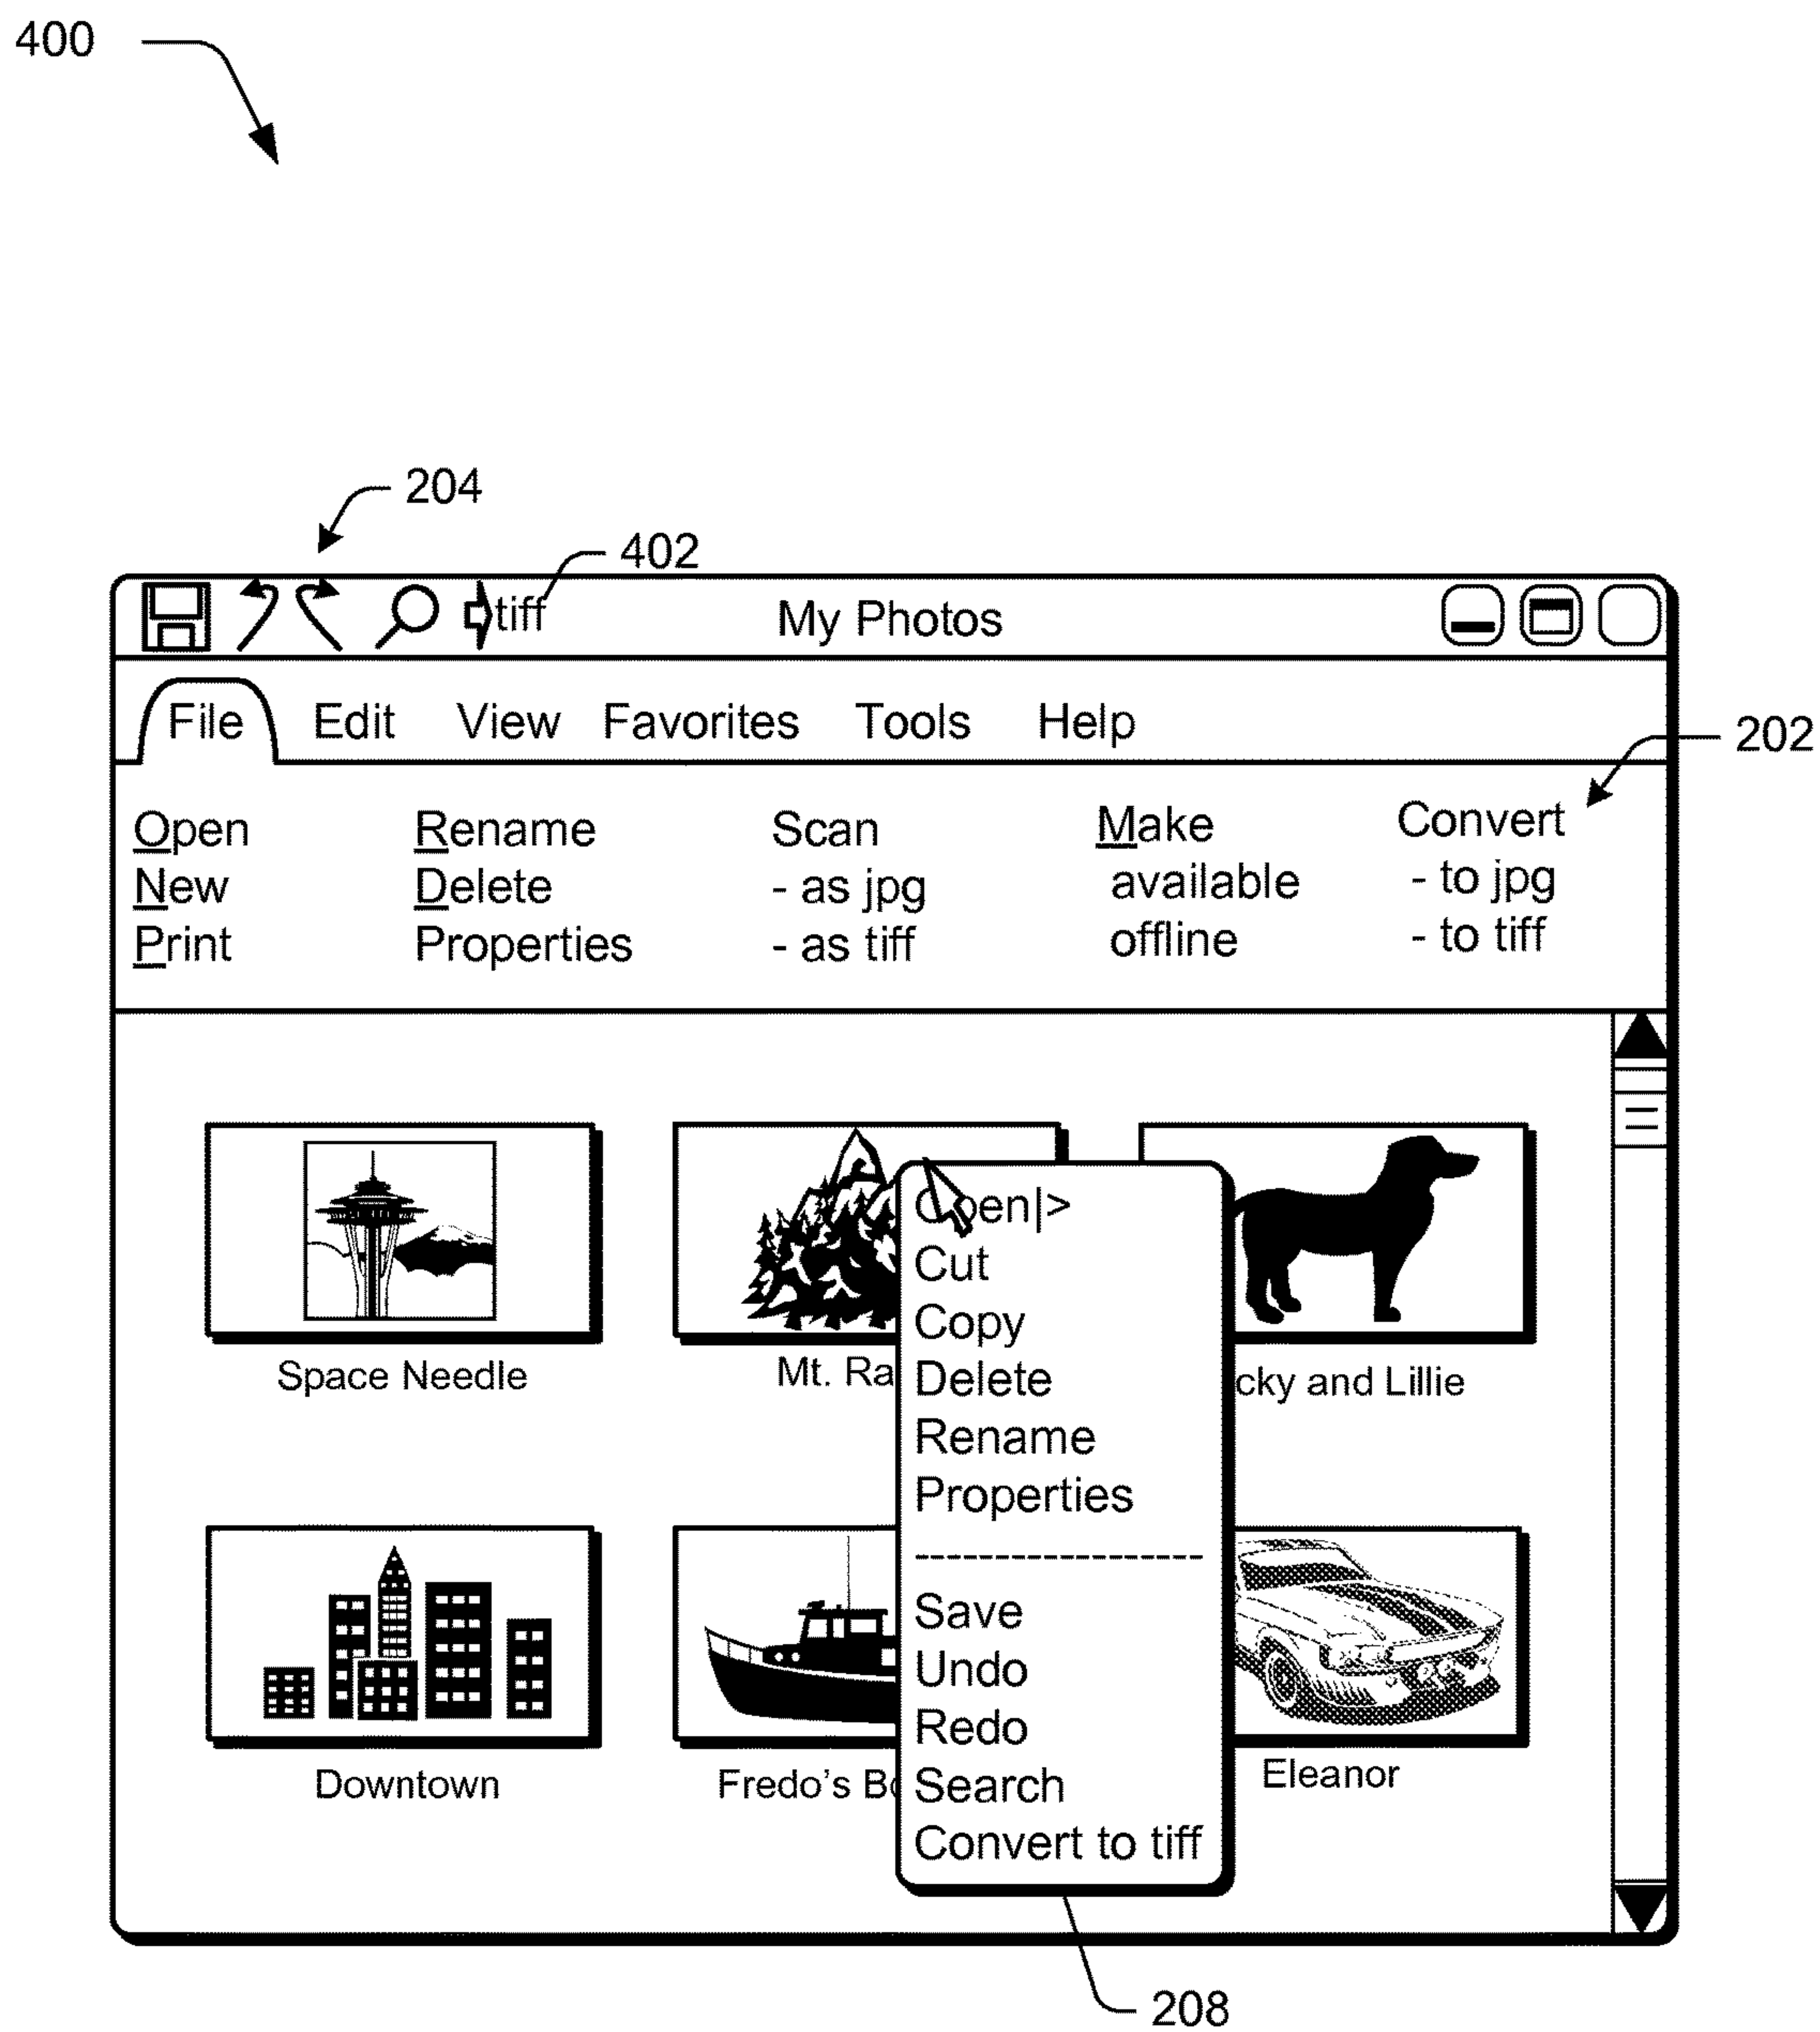 400
204
402
tiff
My Photos
File Edit View Favorites Tools Help
202
Open Rename Scan Make Convert
New Delete - as jpg available - to jpg
Print Properties - as tiff offline - to tiff
Open|>
Cut
Copy
Delete
Rename
Properties
--------------------
Save
Undo
Redo
Search
Convert to tiff
Space Needle
Mt. Ra
cky and Lillie
Downtown
Fredo's Bo
Eleanor
208